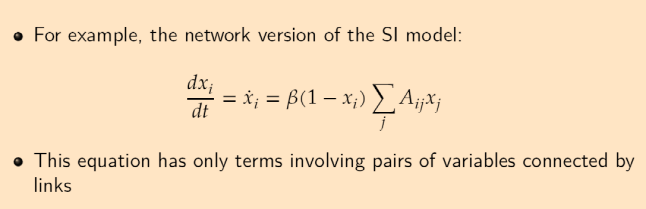 For example, the network version of the SI model:
dx_i/dt = ẋ_i = β(1 − x_i) ∑_j A_ij x_j
This equation has only terms involving pairs of variables connected by
links